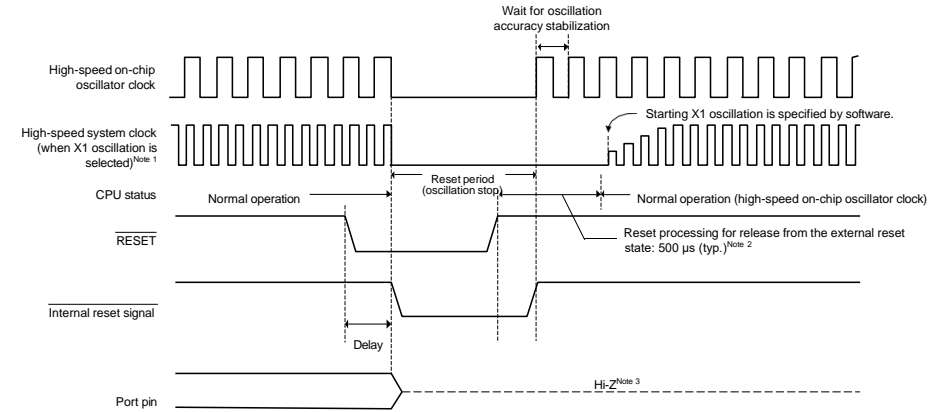 Wait for oscillation
accuracy stabilization
High-speed on-chip
oscillator clock
Starting X1 oscillation is specified by software.
High-speed system clock
(when X1 oscillation is
selected)Note 1
Reset period
(oscillation stop)
CPU status
Normal operation
Normal operation (high-speed on-chip oscillator clock)
RESET
Reset processing for release from the external reset
state: 500 µs (typ.)Note 2
Internal reset signal
Delay
Hi-ZNote 3
Port pin